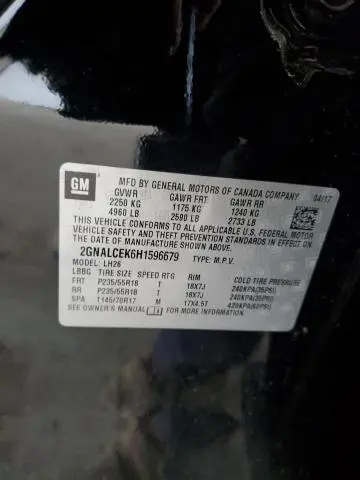 GM MFD BY GENERAL MOTORS OF CANADA COMPANY 04/17
GVWR GAWR FRT GAWR RR
2250 KG 1175 KG 1240 KG
4960 LB 2590 LB 2733 LB
THIS VEHICLE CONFORMS TO ALL APPLICABLE U.S. FEDERAL MOTOR
VEHICLE SAFETY, BUMPER, AND THEFT PREVENTION STANDARDS
IN EFFECT ON THE DATE OF MANUFACTURE SHOWN ABOVE.
2GNALCEK6H1596679 TYPE: M.P.V.
MODEL: LH26
LBBG TIRE SIZE SPEED RTG RIM COLD TIRE PRESSURE
FRT P235/55R18 T 18X7J 240KPA(35PSI)
RR P235/55R18 T 18X7J 240KPA(35PSI)
SPA T145/70R17 M 17X4.5T 420KPA(60PSI)
SEE OWNER'S MANUAL FOR MORE INFORMATION.